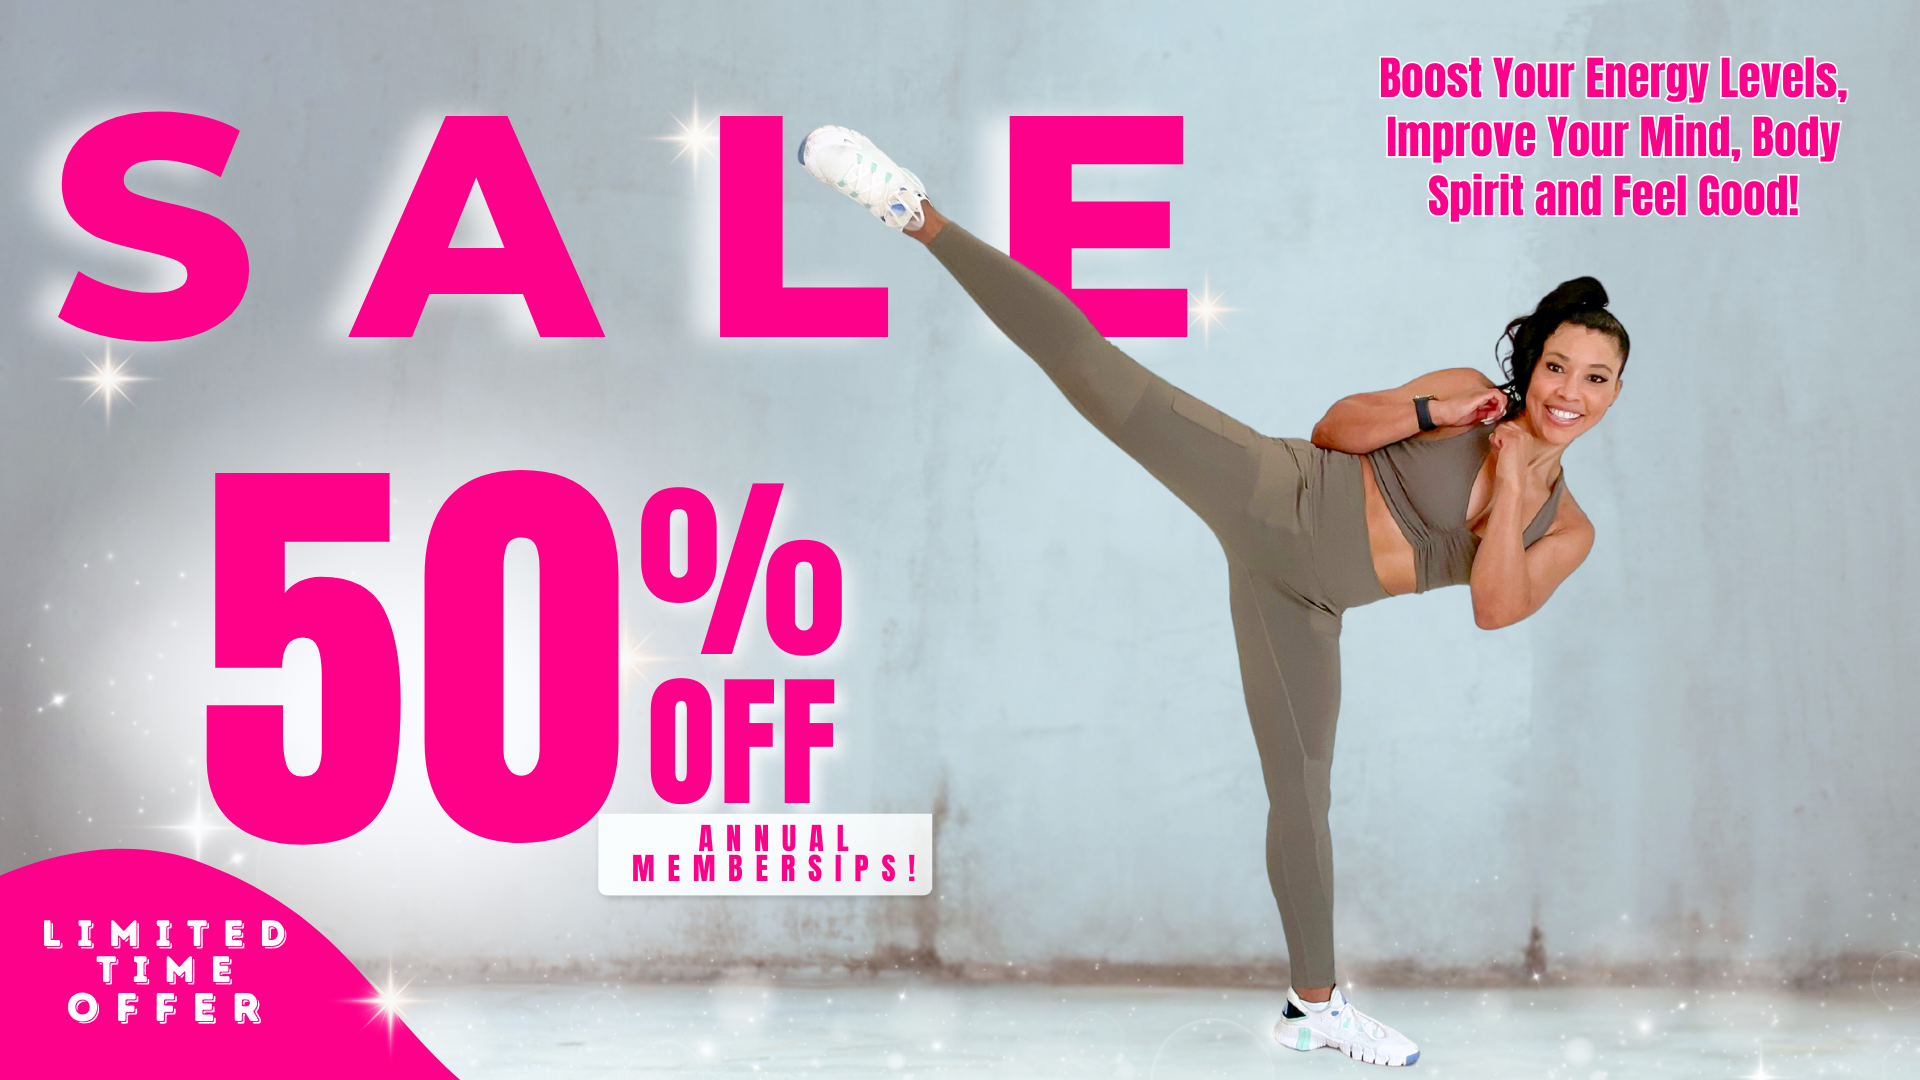 SALE
Boost Your Energy Levels,
Improve Your Mind, Body
Spirit and Feel Good!
50%
OFF
ANNUAL
MEMBERSIPS!
LIMITED
TIME
OFFER